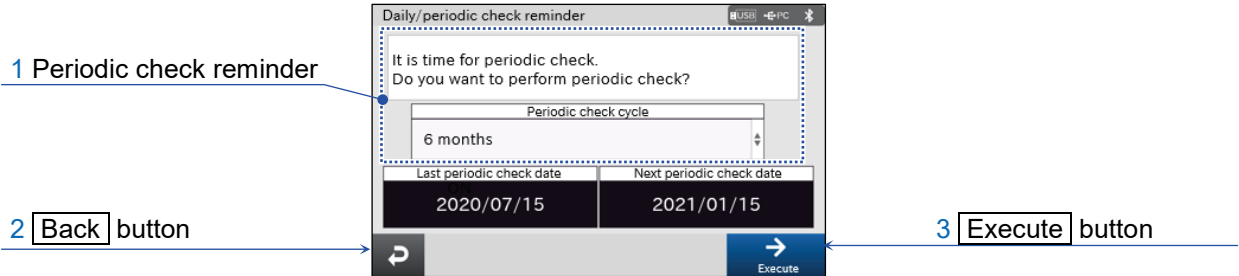 Daily/periodic check reminder
USB PC
It is time for periodic check.
Do you want to perform periodic check?
1 Periodic check reminder
Periodic check cycle
6 months
Last periodic check date Next periodic check date
2020/07/15 2021/01/15
2 Back button
3 Execute button
Execute